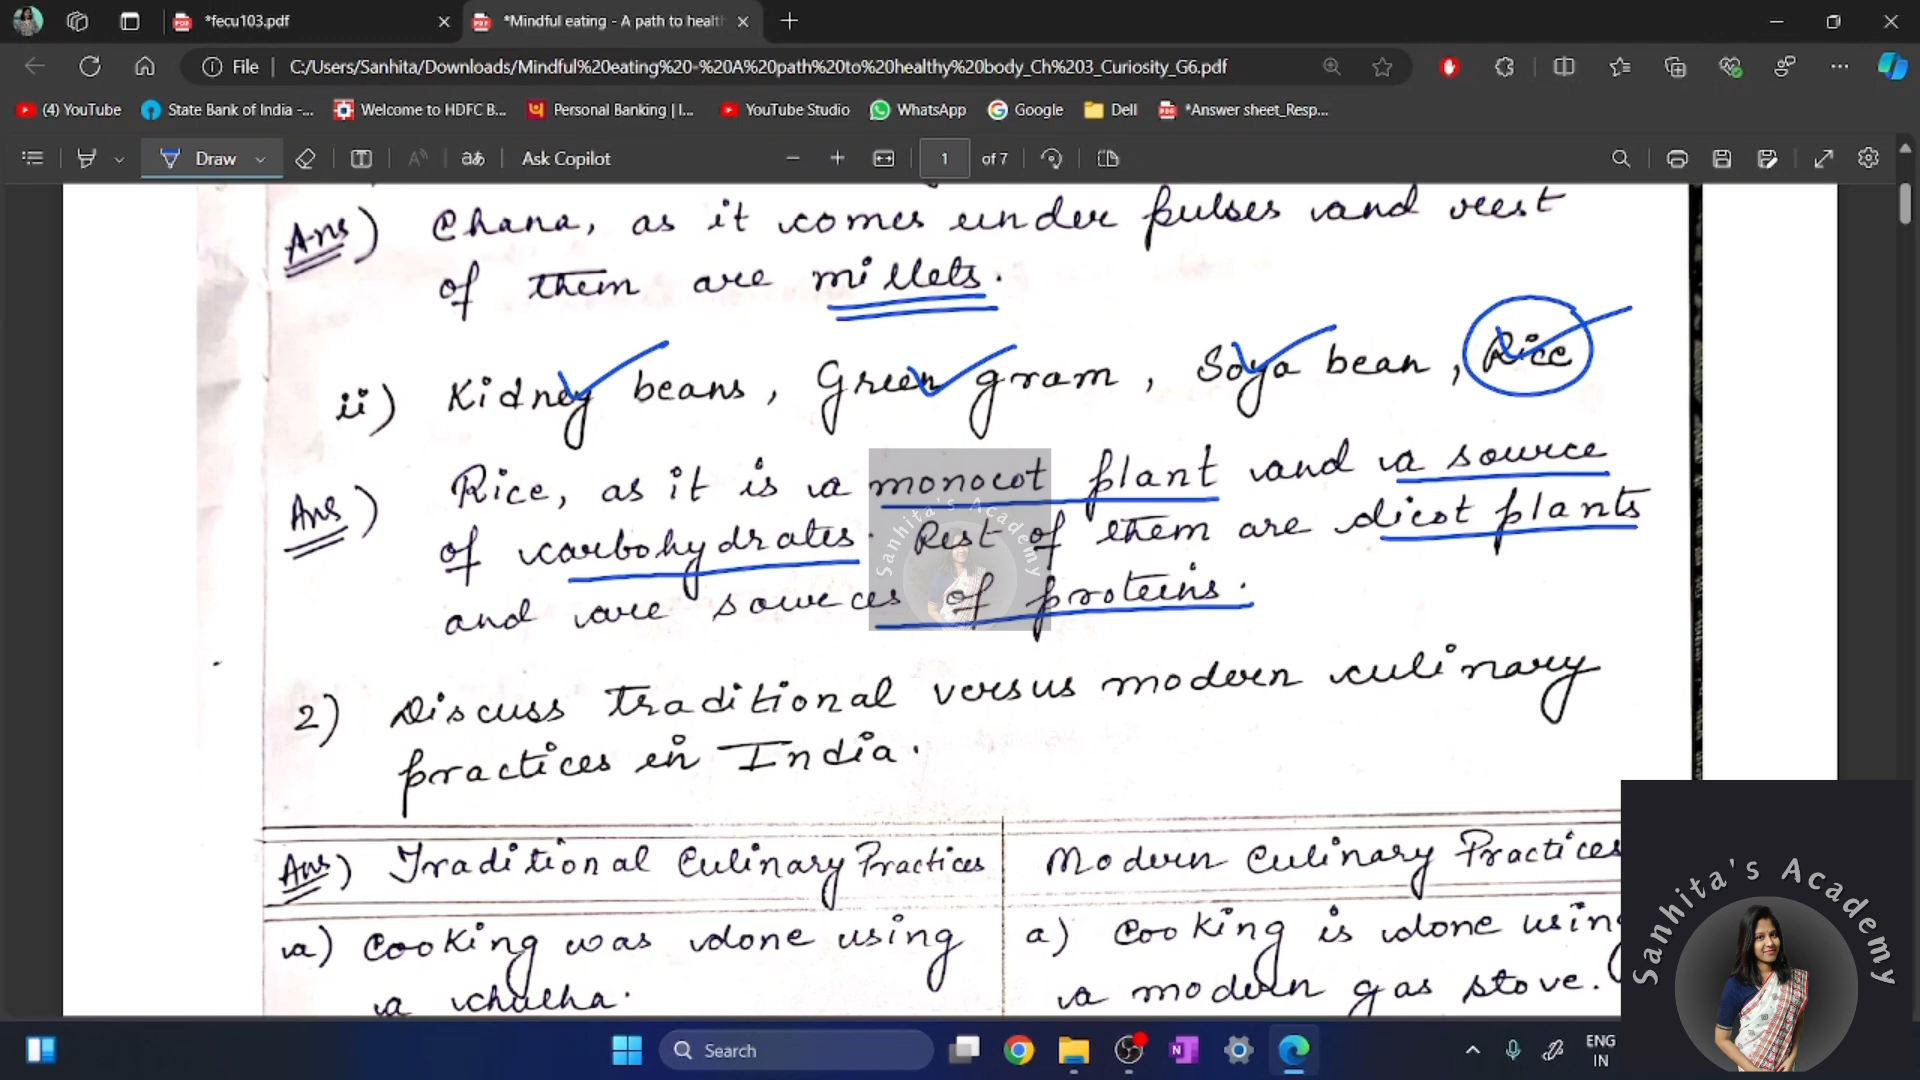 *fecu103.pdf
*Mindful eating - A path to healt
File
C:/Users/Sanhita/Downloads/Mindful%20eating%20-%20A%20path%20to%20healthy%20body_Ch%203_Curiosity_G6.pdf
(4) YouTube
State Bank of India -...
Welcome to HDFC B...
Personal Banking | I...
YouTube Studio
WhatsApp
Google
Dell
*Answer sheet_Resp...
Draw
Ask Copilot
1 of 7
Ans) Chana, as it comes under pulses and rest
of them are millets.
ii) Kidney beans, Green gram, Soya bean, Rice
Ans) Rice, as it is a monocot plant and a source
of carbohydrates. Rest of them are dicot plants
and are sources of proteins.
Sanhita's Academy
2) Discuss traditional versus modern culinary
practices in India.
Ans) Traditional Culinary Practices
Modern Culinary Practices
a) Cooking was done using
a chulha.
a) Cooking is done using
a modern gas stove.
Sanhita's Academy
Search
ENG
IN